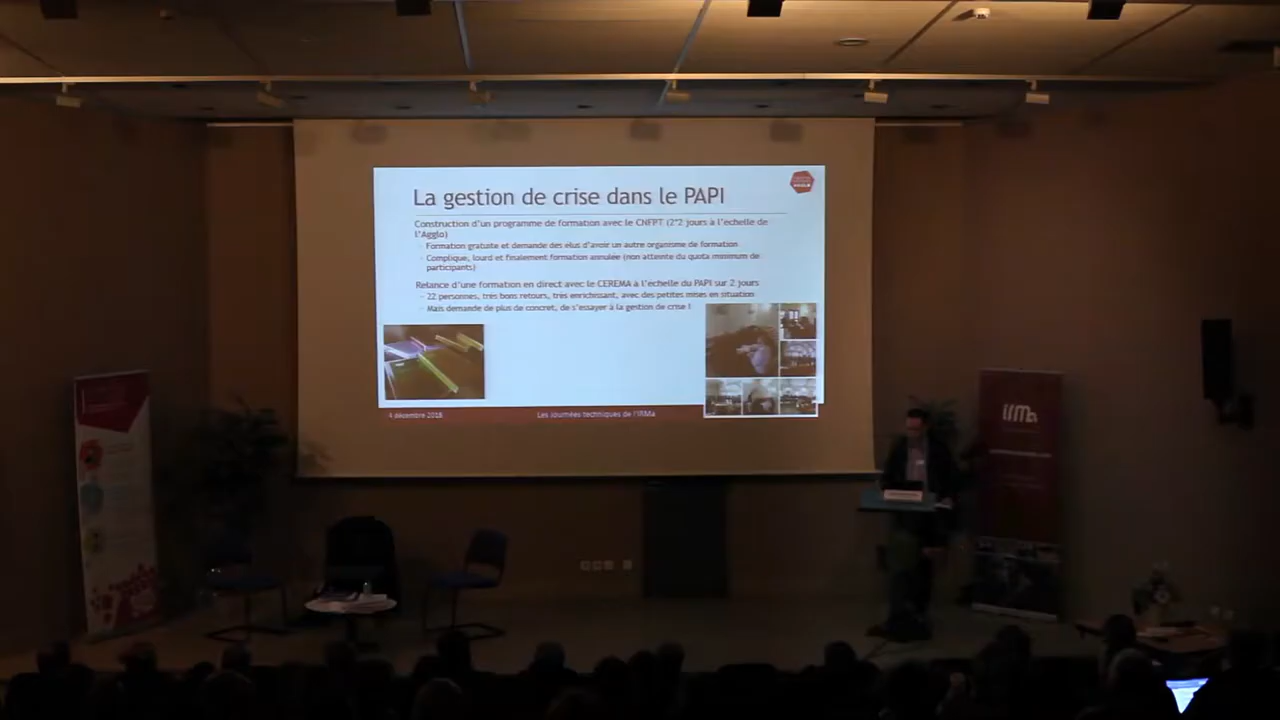 La gestion de crise dans le PAPI
Construction d'un programme de formation avec le CNFPT (2*2 jours à l'echelle de
l'Agglo)
- Formation gratuite et demande des elus d'avoir un autre organisme de formation
- Complique, lourd et finalement formation annulée (non atteinte du quota minimum de
participants)
Relance d'une formation en direct avec le CEREMA à l'echelle du PAPI sur 2 jours
- 22 personnes, tres bons retours, très enrichissant, avec des petites mises en situation
- Mais demande de plus de concret, de s'essayer à la gestion de crise !
4 décembre 2018
Les Journées techniques de l'IRMa
irma